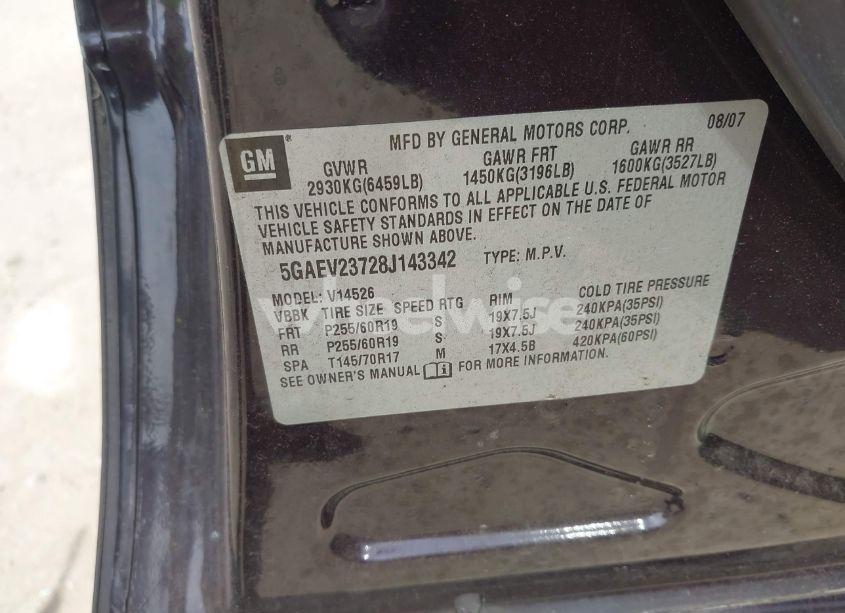 GM
MFD BY GENERAL MOTORS CORP. 08/07
GVWR GAWR FRT GAWR RR
2930KG(6459LB) 1450KG(3196LB) 1600KG(3527LB)
THIS VEHICLE CONFORMS TO ALL APPLICABLE U.S. FEDERAL MOTOR
VEHICLE SAFETY STANDARDS IN EFFECT ON THE DATE OF
MANUFACTURE SHOWN ABOVE.
5GAEV23728J143342 TYPE: M.P.V.
MODEL: V14526
VBBK TIRE SIZE SPEED RTG RIM COLD TIRE PRESSURE
FRT P255/60R19 S 19X7.5J 240KPA(35PSI)
RR P255/60R19 S 19X7.5J 240KPA(35PSI)
SPA T145/70R17 M 17X4.5B 420KPA(60PSI)
SEE OWNER'S MANUAL FOR MORE INFORMATION.
wheelwise